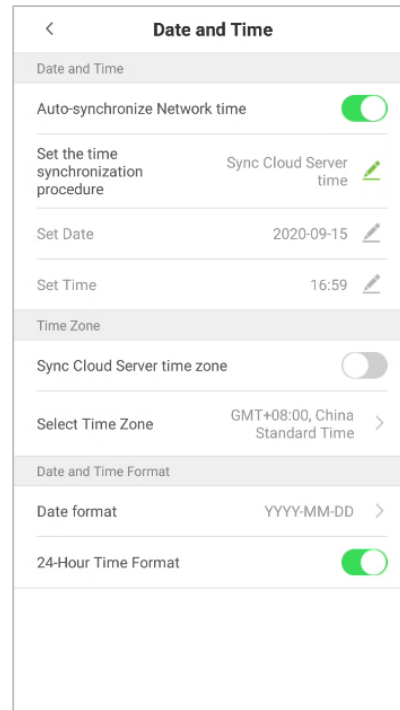 Date and Time
Date and Time
Auto-synchronize Network time
Set the time
synchronization
procedure
Sync Cloud Server
time
Set Date
2020-09-15
Set Time
16:59
Time Zone
Sync Cloud Server time zone
Select Time Zone
GMT+08:00, China
Standard Time
Date and Time Format
Date format
YYYY-MM-DD
24-Hour Time Format